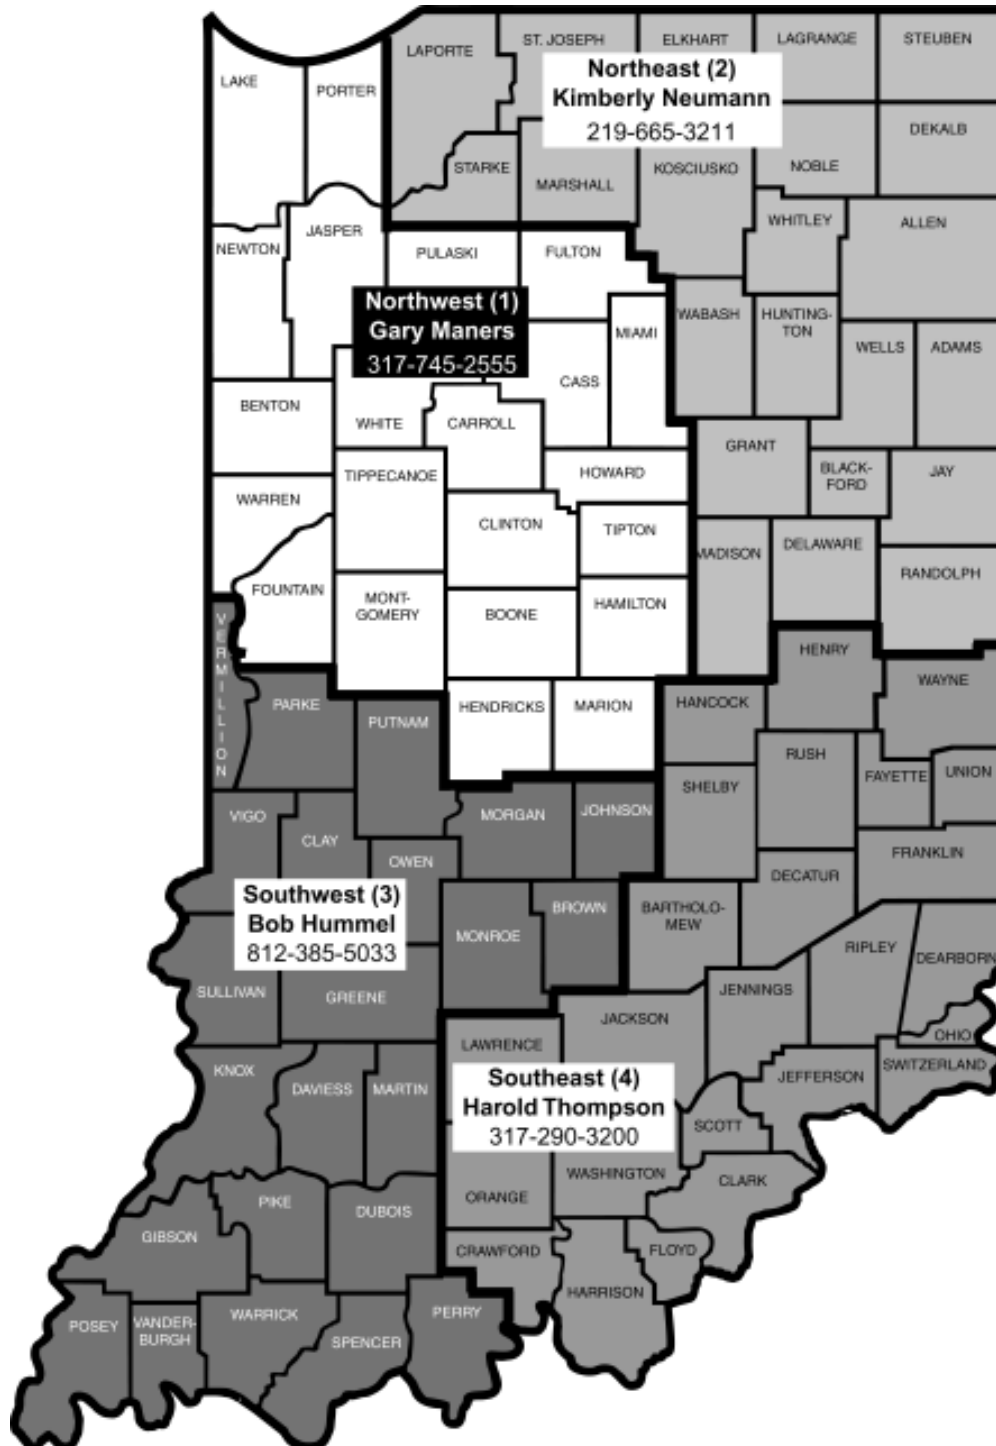 LAPORTE
ST. JOSEPH
ELKHART
LAGRANGE
STEUBEN
LAKE
PORTER
Northeast (2)
Kimberly Neumann
219-665-3211
DEKALB
STARKE
MARSHALL
KOSCIUSKO
NOBLE
NEWTON
JASPER
PULASKI
FULTON
WHITLEY
ALLEN
Northwest (1)
Gary Maners
317-745-2555
MIAMI
WABASH
HUNTING-
TON
WELLS
ADAMS
BENTON
WHITE
CARROLL
CASS
GRANT
WARREN
TIPPECANOE
HOWARD
BLACK-
FORD
JAY
CLINTON
TIPTON
MADISON
DELAWARE
FOUNTAIN
MONT-
GOMERY
BOONE
HAMILTON
RANDOLPH
VERMILLION
HENRY
WAYNE
PARKE
PUTNAM
HENDRICKS
MARION
HANCOCK
RUSH
FAYETTE
UNION
VIGO
CLAY
OWEN
MORGAN
JOHNSON
SHELBY
FRANKLIN
DECATUR
Southwest (3)
Bob Hummel
812-385-5033
MONROE
BROWN
BARTHOLO-
MEW
RIPLEY
DEARBORN
SULLIVAN
GREENE
JACKSON
JENNINGS
OHIO
KNOX
DAVIESS
MARTIN
LAWRENCE
JEFFERSON
SWITZERLAND
Southeast (4)
Harold Thompson
317-290-3200
SCOTT
WASHINGTON
CLARK
PIKE
DUBOIS
ORANGE
GIBSON
CRAWFORD
FLOYD
HARRISON
POSEY
VANDER-
BURGH
WARRICK
SPENCER
PERRY